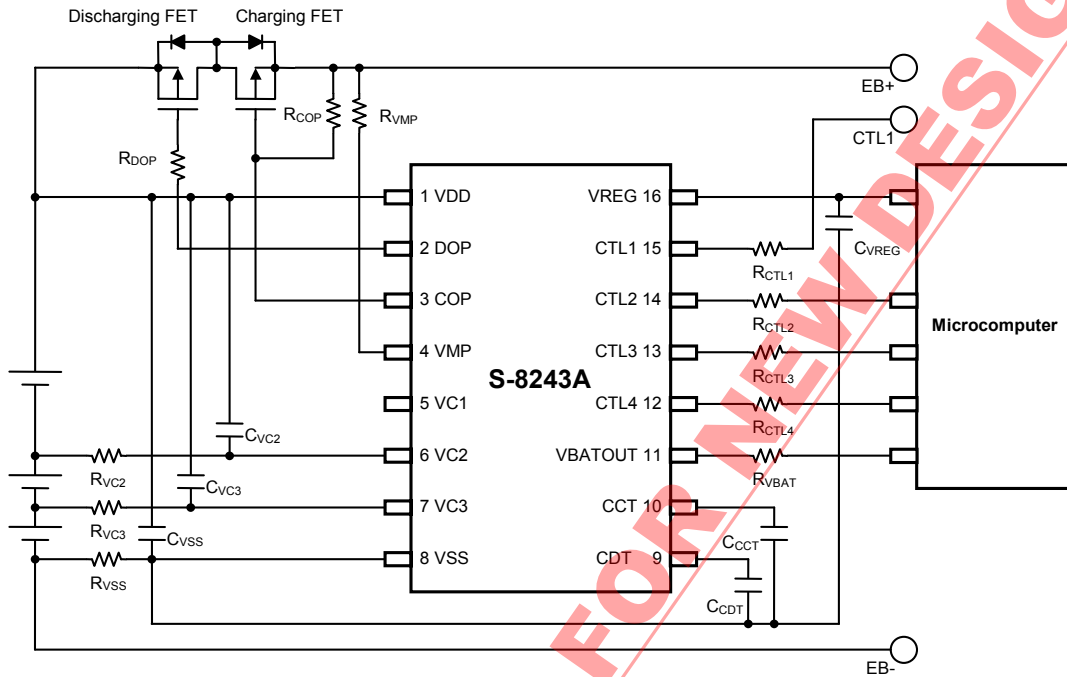 Discharging FET
Charging FET
EB+
RCOP
RVMP
CTL1
RDOP
1 VDD
VREG 16
2 DOP
CTL1 15
CVREG
RCTL1
3 COP
CTL2 14
Microcomputer
RCTL2
4 VMP
CTL3 13
S-8243A
RCTL3
5 VC1
CTL4 12
CVC2
RCTL4
6 VC2
VBATOUT 11
RVC2
CVC3
RVBAT
7 VC3
CCT 10
RVC3
CVSS
CCCT
8 VSS
CDT 9
RVSS
CCDT
EB-
FOR NEW DESIG